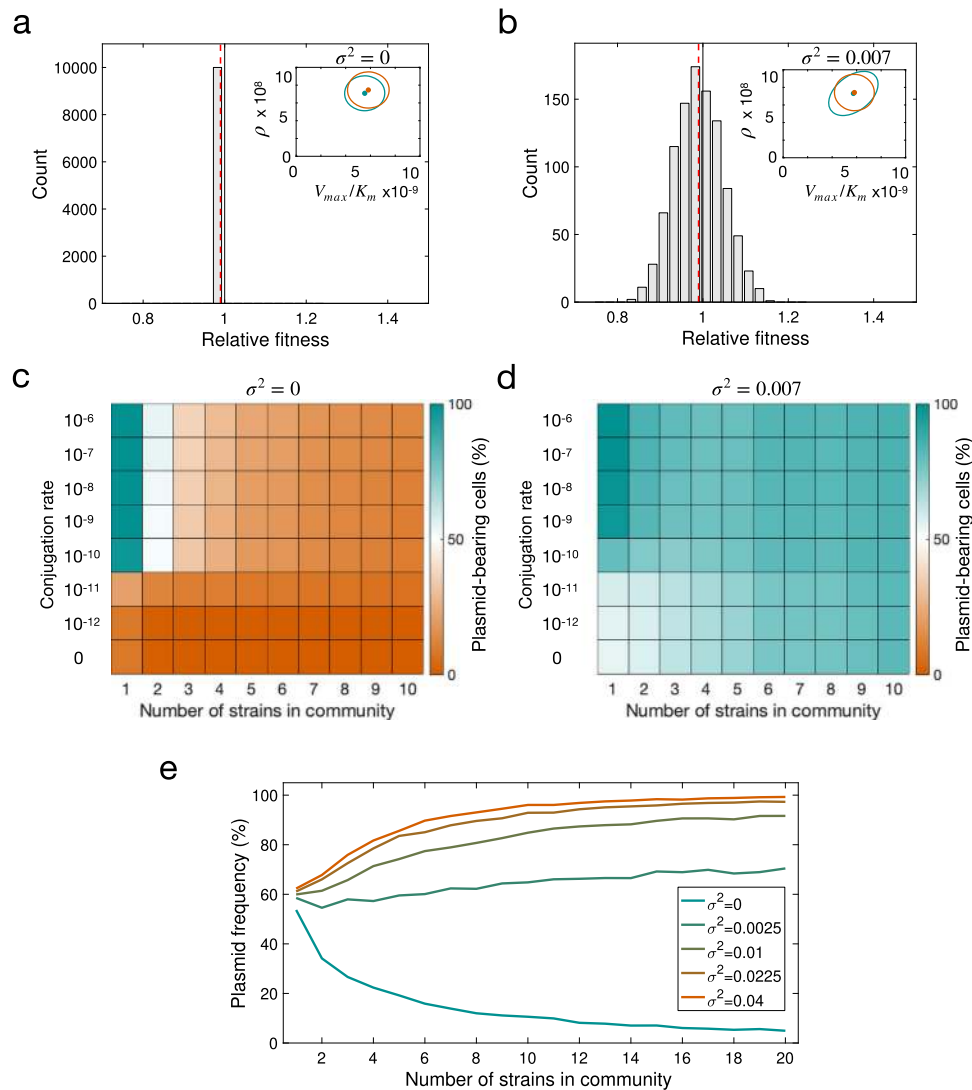 a
σ² = 0
10000
8000
6000
4000
2000
0
Count
0.8 1 1.2 1.4
Relative fitness
10
5
0
ρ x 10⁸
0 5 10
V_max/K_m x10⁻⁹
b
σ² = 0.007
150
100
50
0
Count
0.8 1 1.2 1.4
Relative fitness
10
5
0
ρ x 10⁸
0 5 10
V_max/K_m x10⁻⁹
c
σ² = 0
10⁻⁶
10⁻⁷
10⁻⁸
10⁻⁹
10⁻¹⁰
10⁻¹¹
10⁻¹²
0
Conjugation rate
1 2 3 4 5 6 7 8 9 10
Number of strains in community
100
50
0
Plasmid-bearing cells (%)
d
σ² = 0.007
10⁻⁶
10⁻⁷
10⁻⁸
10⁻⁹
10⁻¹⁰
10⁻¹¹
10⁻¹²
0
Conjugation rate
1 2 3 4 5 6 7 8 9 10
Number of strains in community
100
50
0
Plasmid-bearing cells (%)
e
100
80
60
40
20
0
Plasmid frequency (%)
2 4 6 8 10 12 14 16 18 20
Number of strains in community
σ²=0
σ²=0.0025
σ²=0.01
σ²=0.0225
σ²=0.04